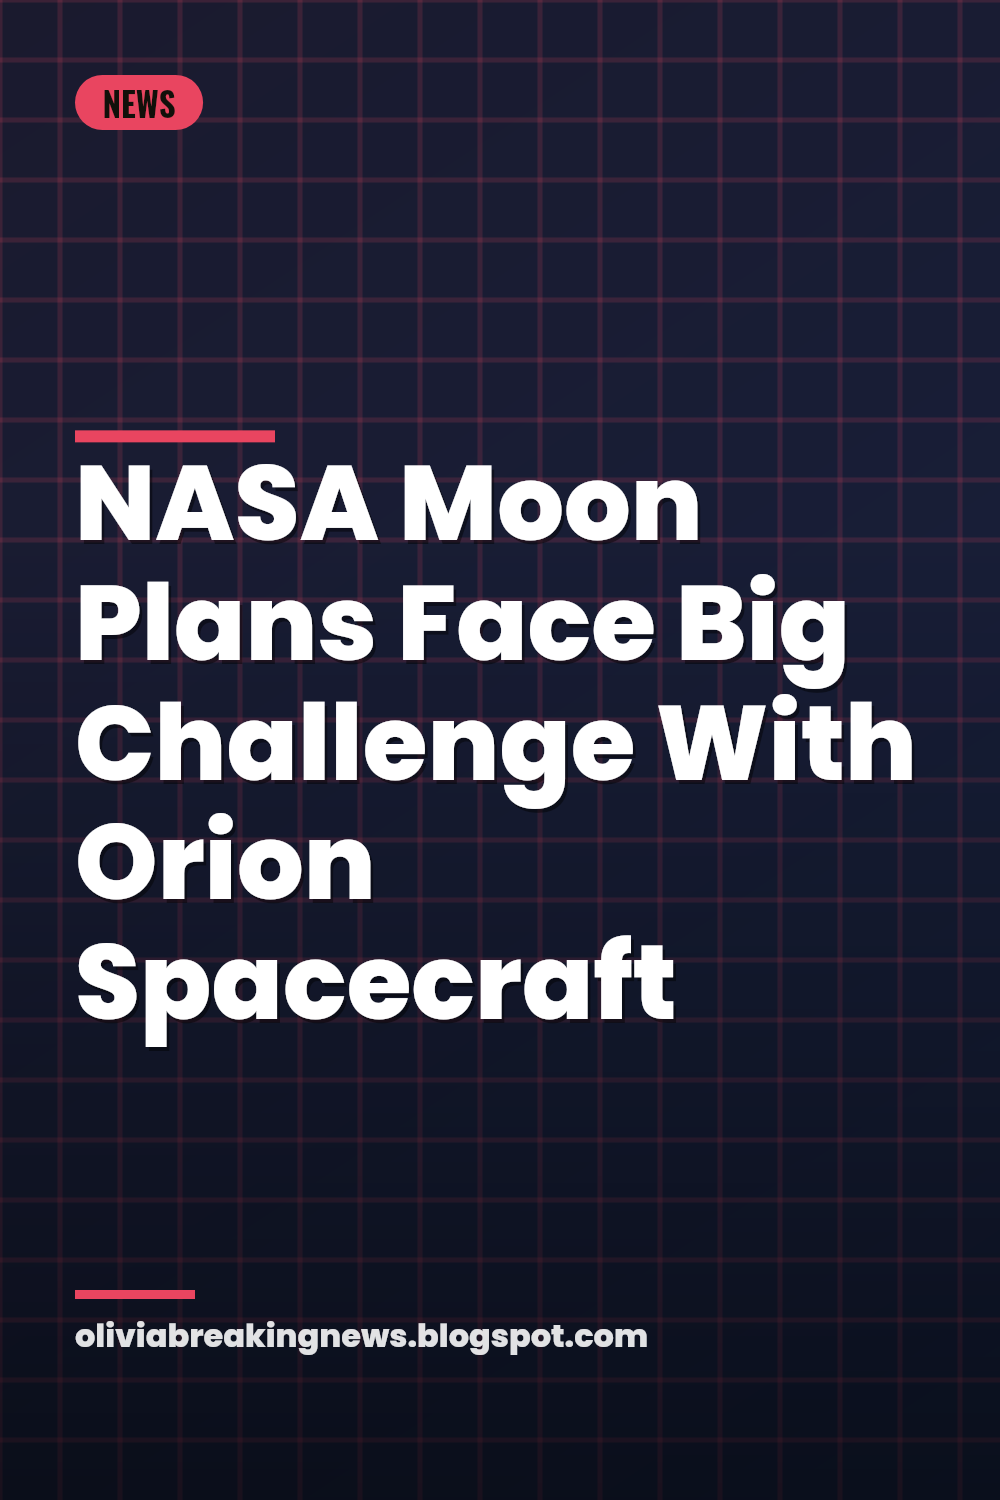 NEWS
NASA Moon
Plans Face Big
Challenge With
Orion
Spacecraft
oliviabreakingnews.blogspot.com